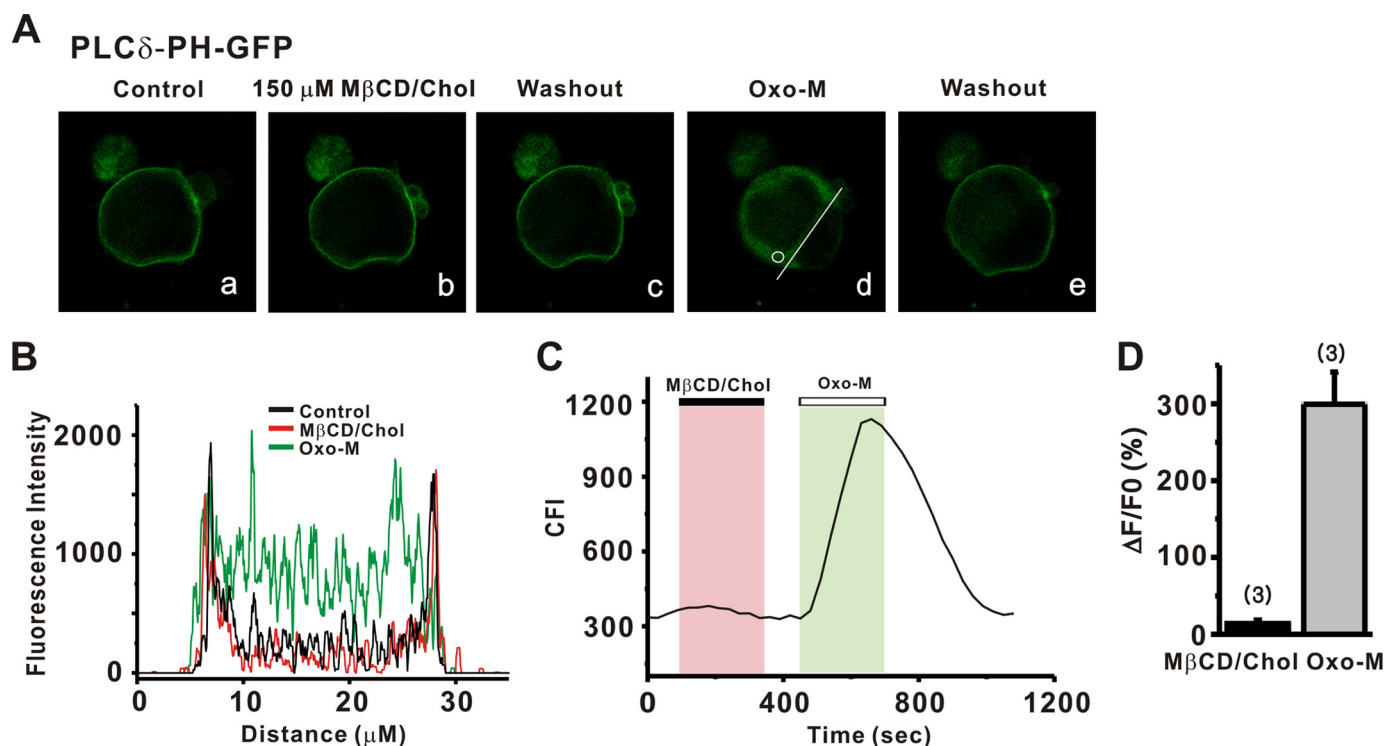 A
PLCδ-PH-GFP
Control
150 μM MβCD/Chol
Washout
Oxo-M
Washout
a
b
c
d
e
B
Control
MβCD/Chol
Oxo-M
Fluorescence Intensity
2000
1000
0
0
10
20
30
Distance (μM)
C
MβCD/Chol
Oxo-M
CFI
1200
900
600
300
0
400
800
1200
Time (sec)
D
(3)
(3)
ΔF/F0 (%)
300
200
100
0
MβCD/Chol Oxo-M